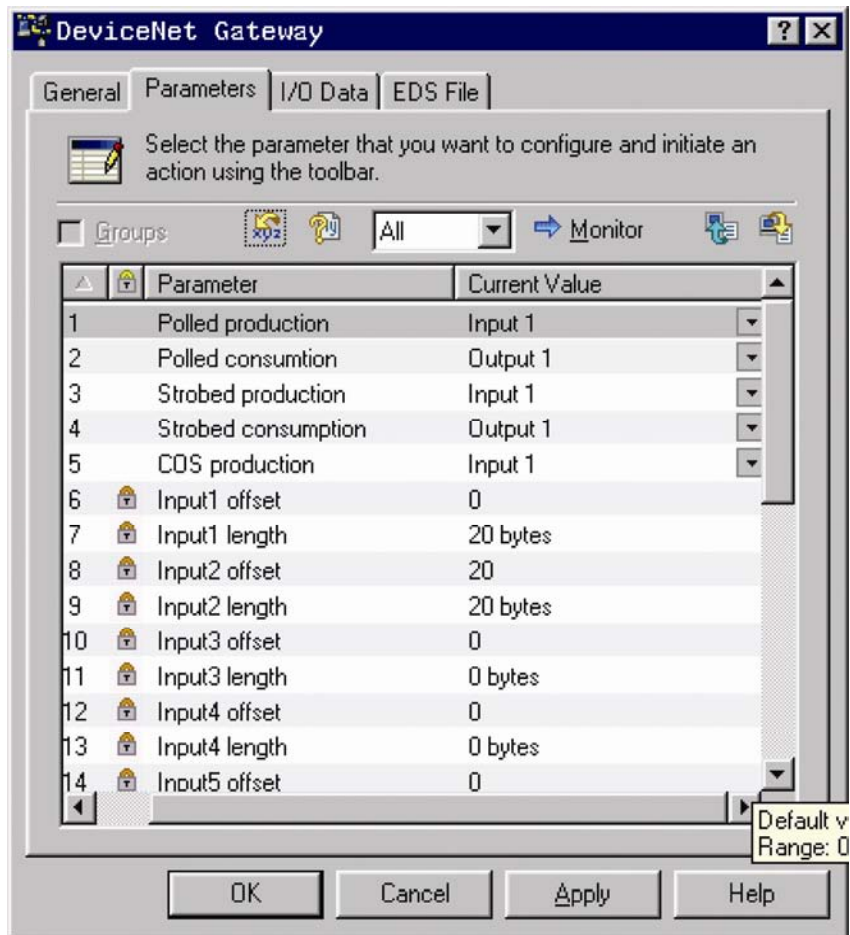 DeviceNet Gateway
General Parameters I/O Data EDS File
Select the parameter that you want to configure and initiate an
action using the toolbar.
Groups xyz All Monitor
Parameter Current Value
1 Polled production Input 1
2 Polled consumtion Output 1
3 Strobed production Input 1
4 Strobed consumption Output 1
5 COS production Input 1
6 Input1 offset 0
7 Input1 length 20 bytes
8 Input2 offset 20
9 Input2 length 20 bytes
10 Input3 offset 0
11 Input3 length 0 bytes
12 Input4 offset 0
13 Input4 length 0 bytes
14 Input5 offset 0
Default v
Range: 0
OK Cancel Apply Help